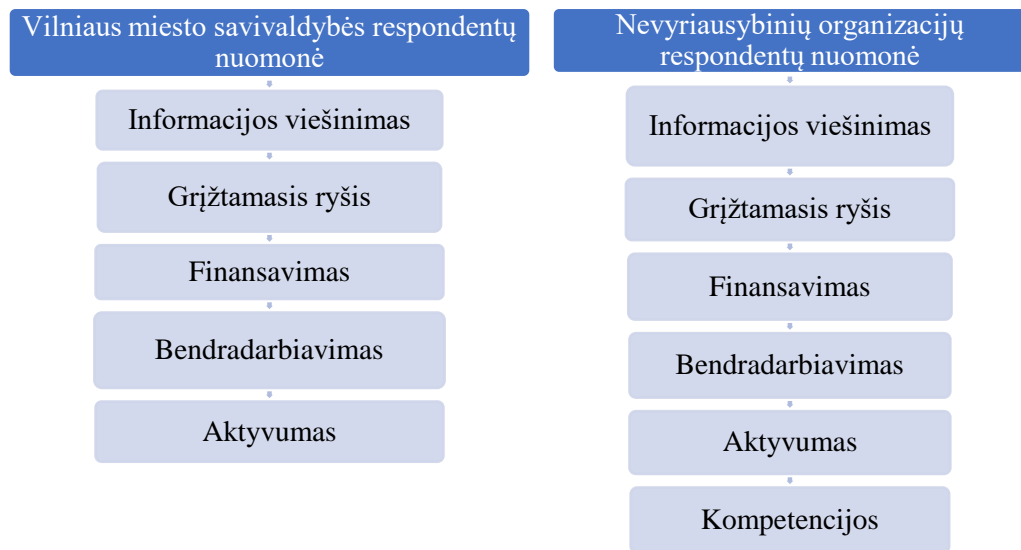 Vilniaus miesto savivaldybės respondentų
nuomonė
Informacijos viešinimas
Grįžtamasis ryšis
Finansavimas
Bendradarbiavimas
Aktyvumas
Nevyriausybinių organizacijų
respondentų nuomonė
Informacijos viešinimas
Grįžtamasis ryšis
Finansavimas
Bendradarbiavimas
Aktyvumas
Kompetencijos